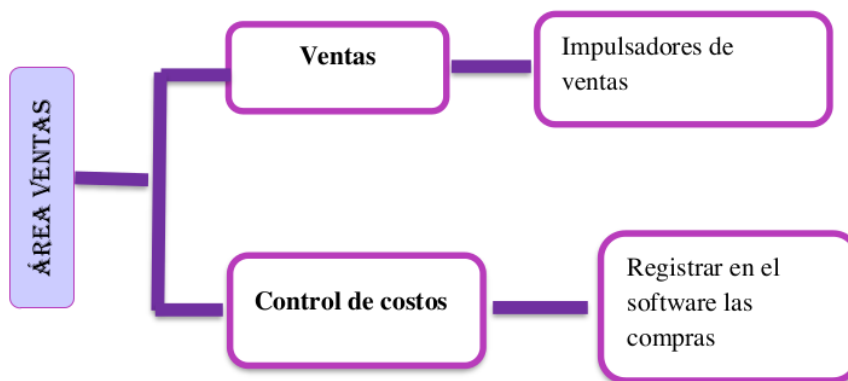 ÁREA VENTAS
Ventas
Impulsadores de
ventas
Control de costos
Registrar en el
software las
compras